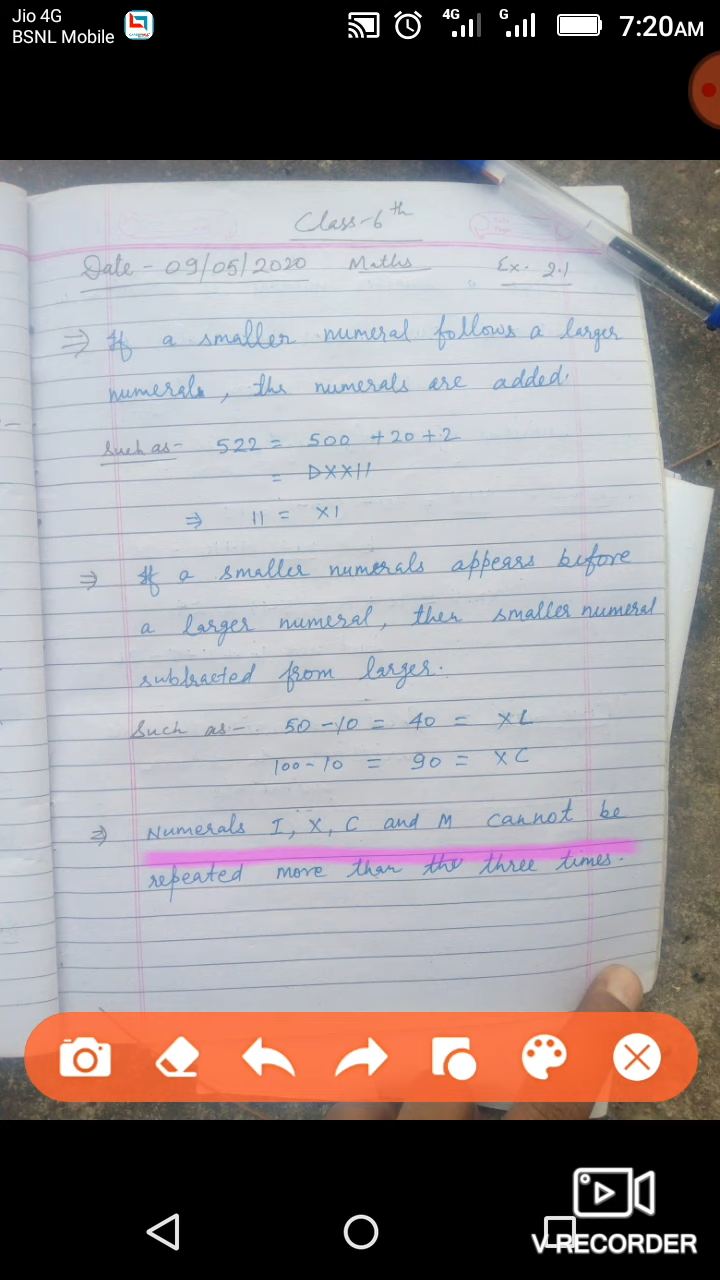 Jio 4G
BSNL Mobile
4G
G
7:20AM
Class-6th
Date - 09/05/2020 Maths Ex. 2.1
⇒ If a smaller numeral follows a larger
numeral, the numerals are added.
Such as- 522 = 500 + 20 + 2
= DXXII
⇒ 11 = XI
⇒ If a smaller numerals appears before
a larger numeral, then smaller numeral
subtracted from larger.
Such as- 50 - 10 = 40 = XL
100 - 10 = 90 = XC
⇒ Numerals I, X, C and M cannot be
repeated more than the three times.
V RECORDER